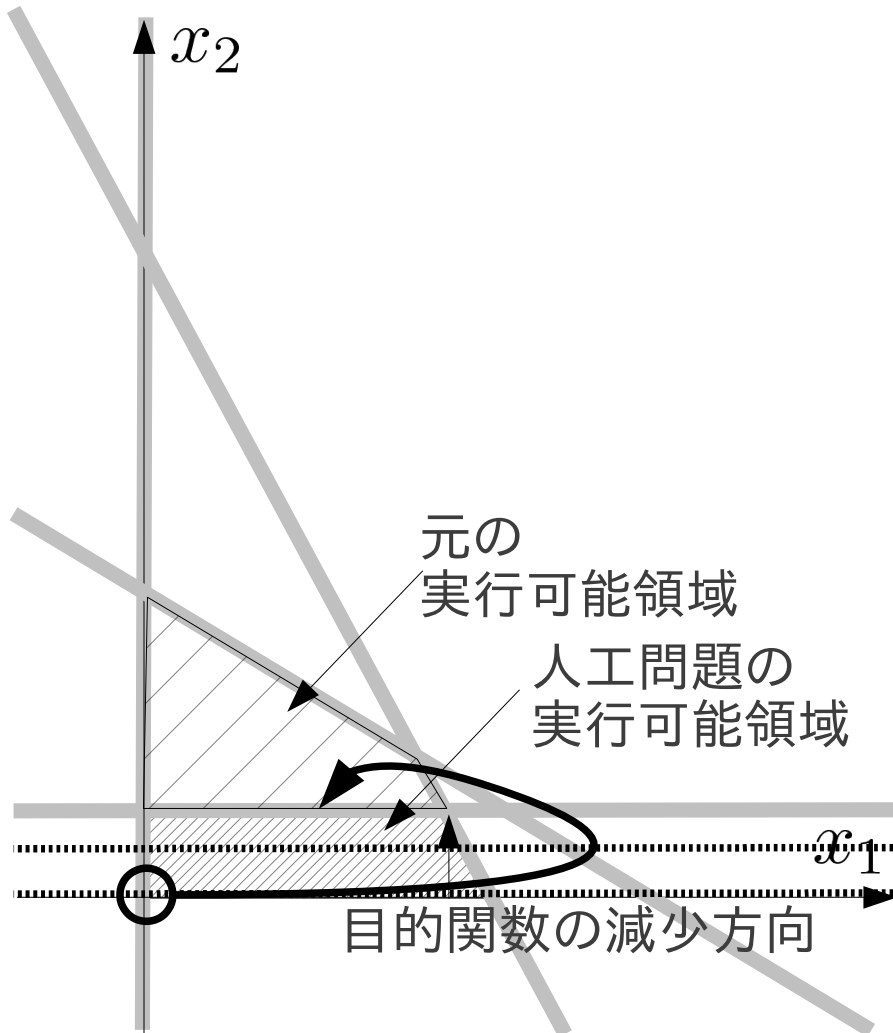 x₂
元の
実行可能領域
人工問題の
実行可能領域
x₁
目的関数の減少方向